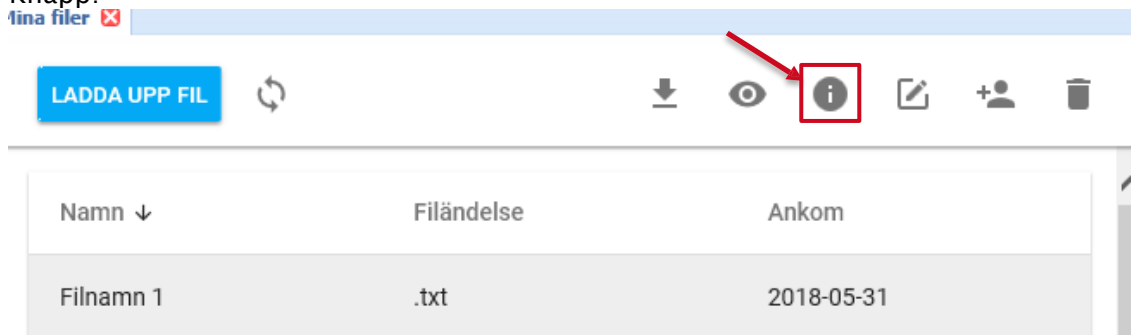 Mina filer
LADDA UPP FIL
Namn
Filändelse
Ankom
Filnamn 1
.txt
2018-05-31